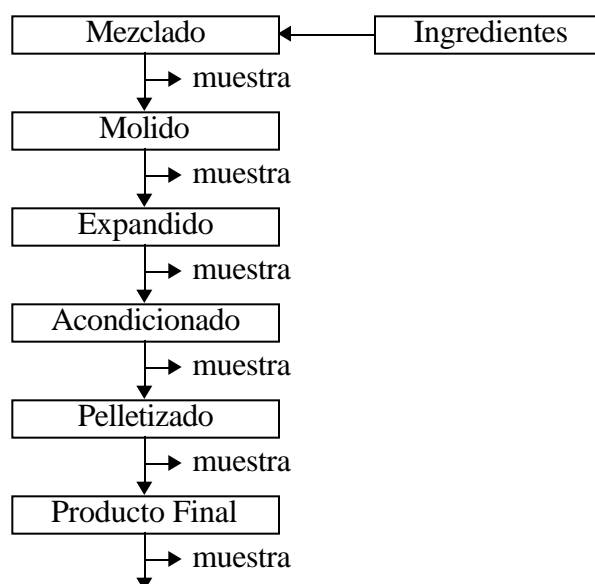 Mezclado
Ingredientes
muestra
Molido
muestra
Expandido
muestra
Acondicionado
muestra
Pelletizado
muestra
Producto Final
muestra